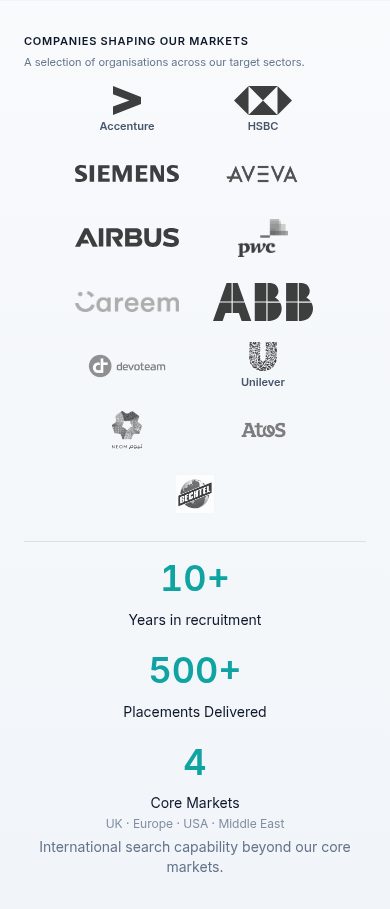 COMPANIES SHAPING OUR MARKETS
A selection of organisations across our target sectors.
Accenture
HSBC
SIEMENS
AVEVA
AIRBUS
pwc
Careem
ABB
devoteam
Unilever
NEOM نيوم
Atos
BECHTEL
10+
Years in recruitment
500+
Placements Delivered
4
Core Markets
UK · Europe · USA · Middle East
International search capability beyond our core
markets.